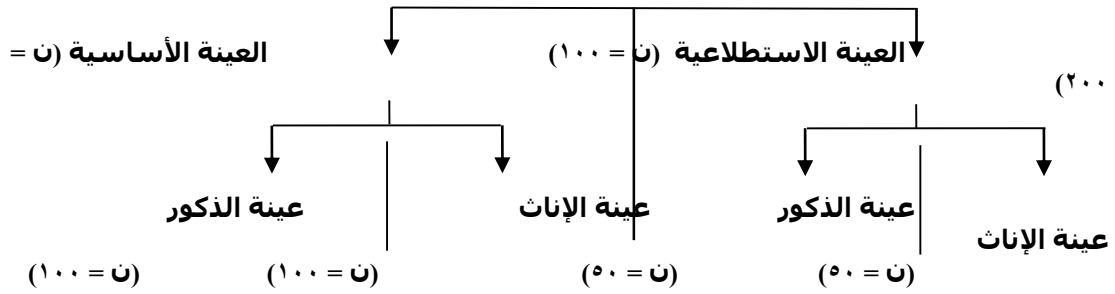 العينة الاستطلاعية (ن = ١٠٠) العينة الأساسية (ن =
٢٠٠)
عينة الذكور عينة الإناث عينة الذكور
عينة الإناث
(ن = ٥٠) (ن = ٥٠) (ن = ١٠٠) (ن = ١٠٠)